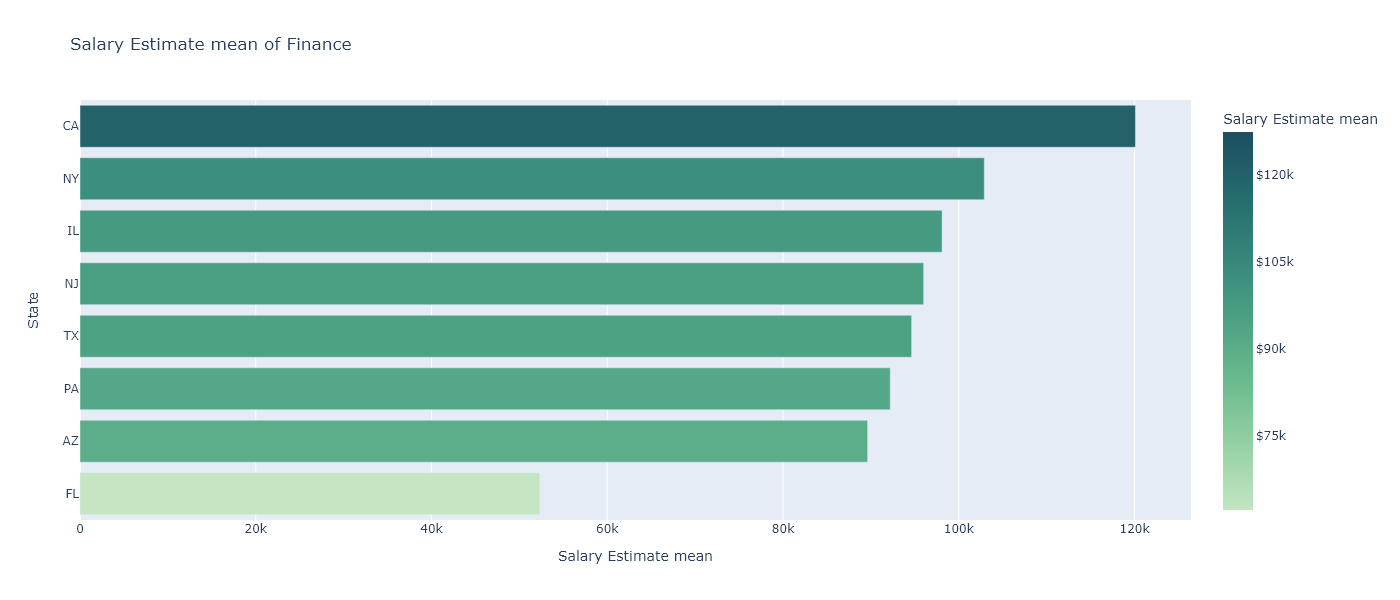 Salary Estimate mean of Finance
State
CA
NY
IL
NJ
TX
PA
AZ
FL
0 20k 40k 60k 80k 100k 120k
Salary Estimate mean
Salary Estimate mean
$120k
$105k
$90k
$75k